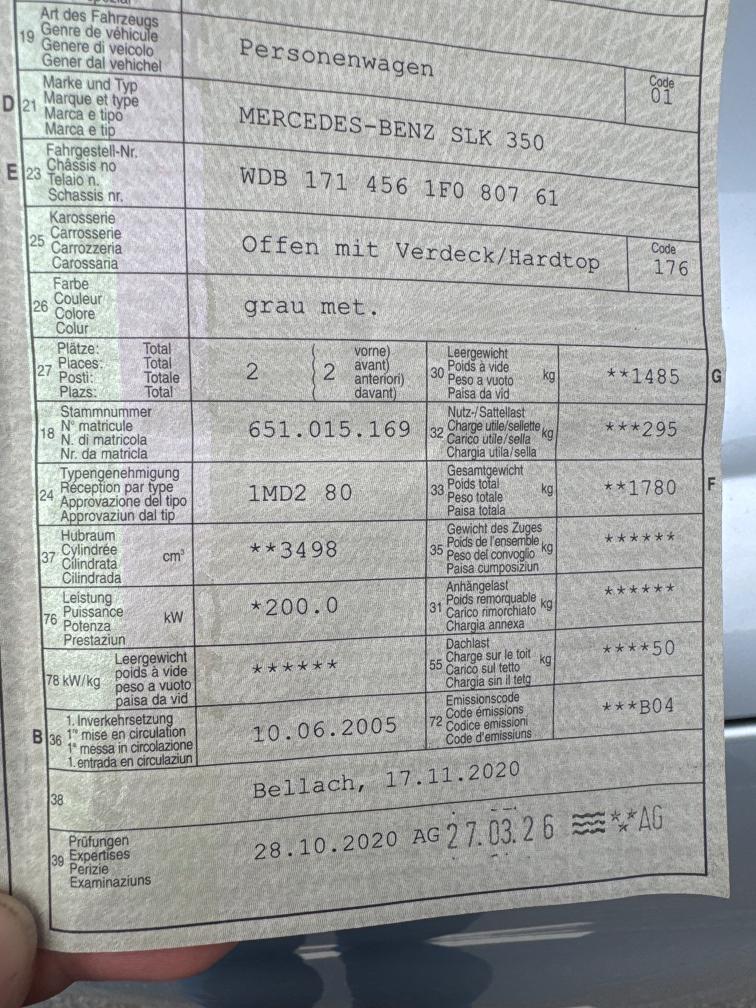 Art des Fahrzeugs
19 Genre de véhicule
Genere di veicolo
Gener dal vehichel
Personenwagen
Code
01
Marke und Typ
D 21 Marque et type
Marca e tipo
Marca e tip
MERCEDES-BENZ SLK 350
Fahrgestell-Nr.
E 23 Châssis no
Telaio n.
Schassis nr.
WDB 171 456 1F0 807 61
Karosserie
25 Carrosserie
Carrozzeria
Carossaria
Offen mit Verdeck/Hardtop
Code
176
Farbe
26 Couleur
Colore
Colur
grau met.
Plätze: Total
27 Places: Total
Posti: Totale
Plazs: Total
2 ( 2 vorne)
avant)
anteriori)
davant)
Leergewicht
30 Poids à vide kg
Peso a vuoto
Paisa da vid
**1485 G
Stammnummer
18 N° matricule
N. di matricola
Nr. da matricla
651.015.169
Nutz-/Sattellast
32 Charge utile/sellette kg
Carico utile/sella
Chargia utila/sella
***295
Typengenehmigung
24 Réception par type
Approvazione del tipo
Approvaziun dal tip
1MD2 80
Gesamtgewicht
33 Poids total kg
Peso totale
Paisa totala
**1780 F
Hubraum
37 Cylindrée cm³
Cilindrata
Cilindrada
**3498
Gewicht des Zuges
35 Poids de l'ensemble kg
Peso del convoglio
Paisa cumposiziun
******
Leistung
76 Puissance kW
Potenza
Prestaziun
*200.0
Anhängelast
31 Poids remorquable kg
Carico rimorchiato
Chargia annexa
******
Leergewicht
78 kW/kg poids à vide
peso a vuoto
paisa da vid
******
Dachlast
55 Charge sur le toit kg
Carico sul tetto
Chargia sin il tetg
****50
1. Inverkehrsetzung
B 36 1re mise en circulation
1a messa in circolazione
1. entrada en circulaziun
10.06.2005
Emissionscode
72 Code émissions
Codice emissioni
Code d'emissiuns
***B04
38
Bellach, 17.11.2020
Prüfungen
39 Expertises
Perizie
Examinaziuns
28.10.2020 AG 27.03.26 ***AG